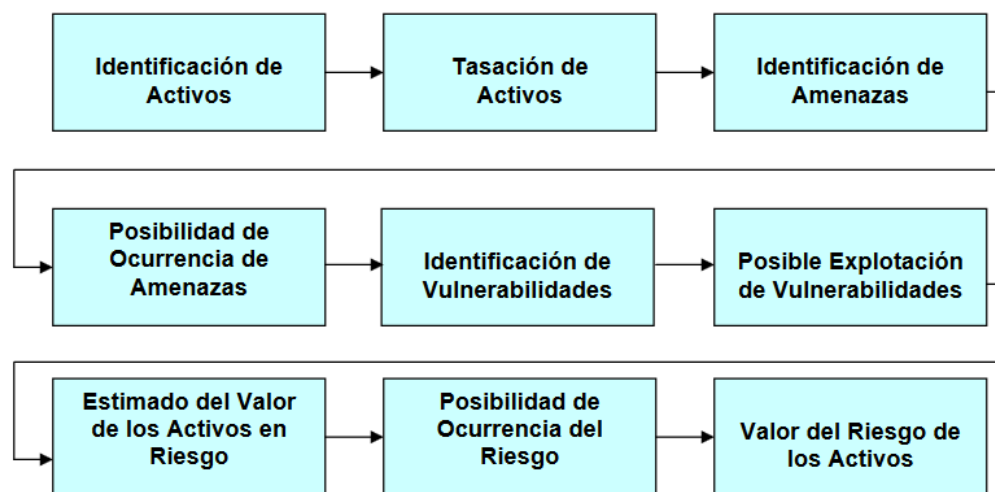 Identificación de
Activos
Tasación de
Activos
Identificación de
Amenazas
Posibilidad de
Ocurrencia de
Amenazas
Identificación de
Vulnerabilidades
Posible Explotación
de Vulnerabilidades
Estimado del Valor
de los Activos en
Riesgo
Posibilidad de
Ocurrencia del
Riesgo
Valor del Riesgo de
los Activos